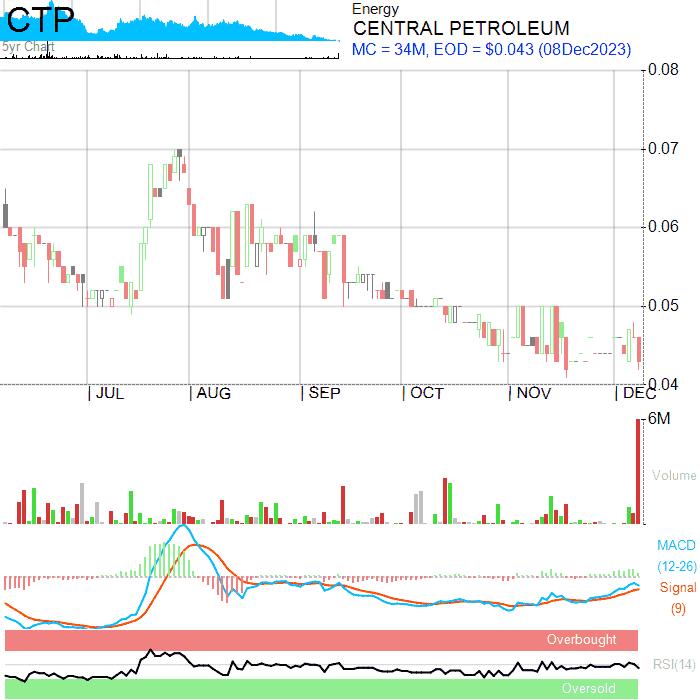 CTP
5yr Chart
Energy
CENTRAL PETROLEUM
MC = 34M, EOD = $0.043 (08Dec2023)
0.08
0.07
0.06
0.05
0.04
JUL AUG SEP OCT NOV DEC
6M
Volume
MACD
(12-26)
Signal
(9)
Overbought
RSI(14)
Oversold